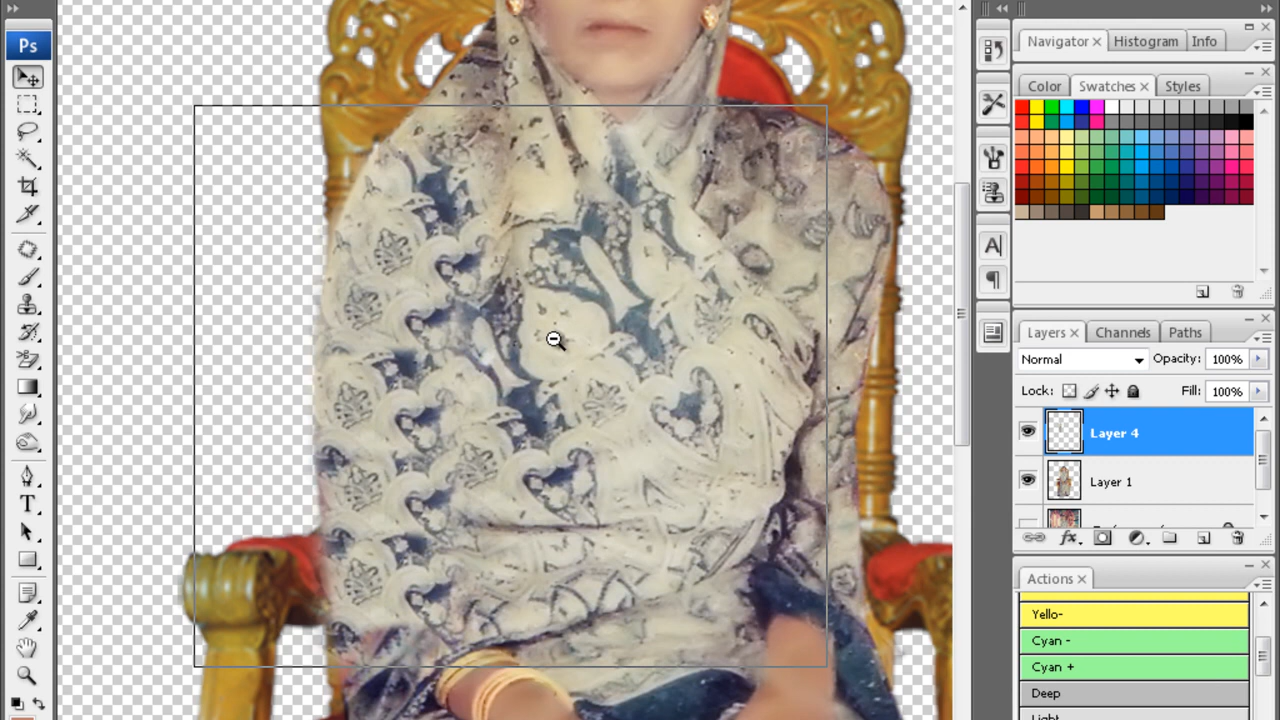 Ps
Navigator Histogram Info
Color Swatches Styles
Layers Channels Paths
Normal Opacity: 100%
Lock: Fill: 100%
Layer 4
Layer 1
Actions
Yello-
Cyan -
Cyan +
Deep
Light
A
T